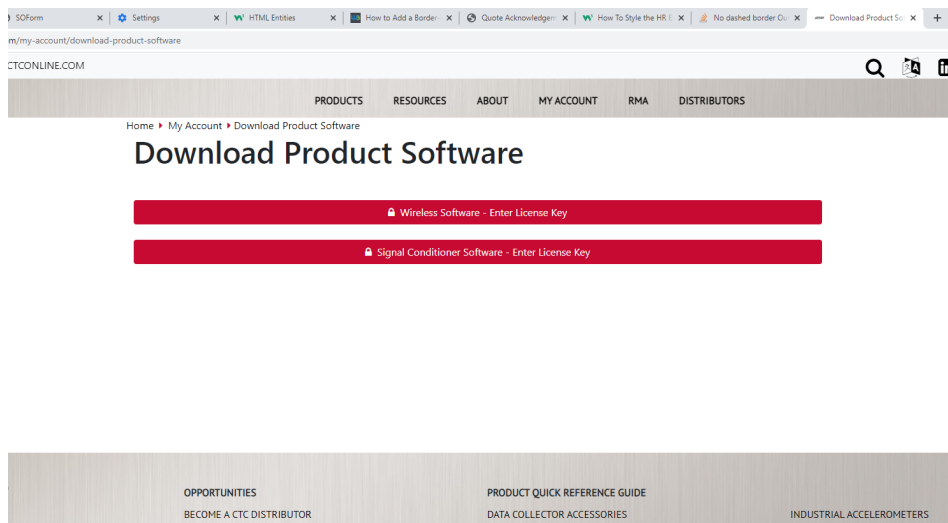 SOForm Settings HTML Entities How to Add a Border- Quote Acknowledgem How To Style the HR E No dashed border Ou Download Product So
m/my-account/download-product-software
CTCONLINE.COM
PRODUCTS RESOURCES ABOUT MY ACCOUNT RMA DISTRIBUTORS
Home My Account Download Product Software
Download Product Software
Wireless Software - Enter License Key
Signal Conditioner Software - Enter License Key
OPPORTUNITIES PRODUCT QUICK REFERENCE GUIDE
BECOME A CTC DISTRIBUTOR DATA COLLECTOR ACCESSORIES INDUSTRIAL ACCELEROMETERS